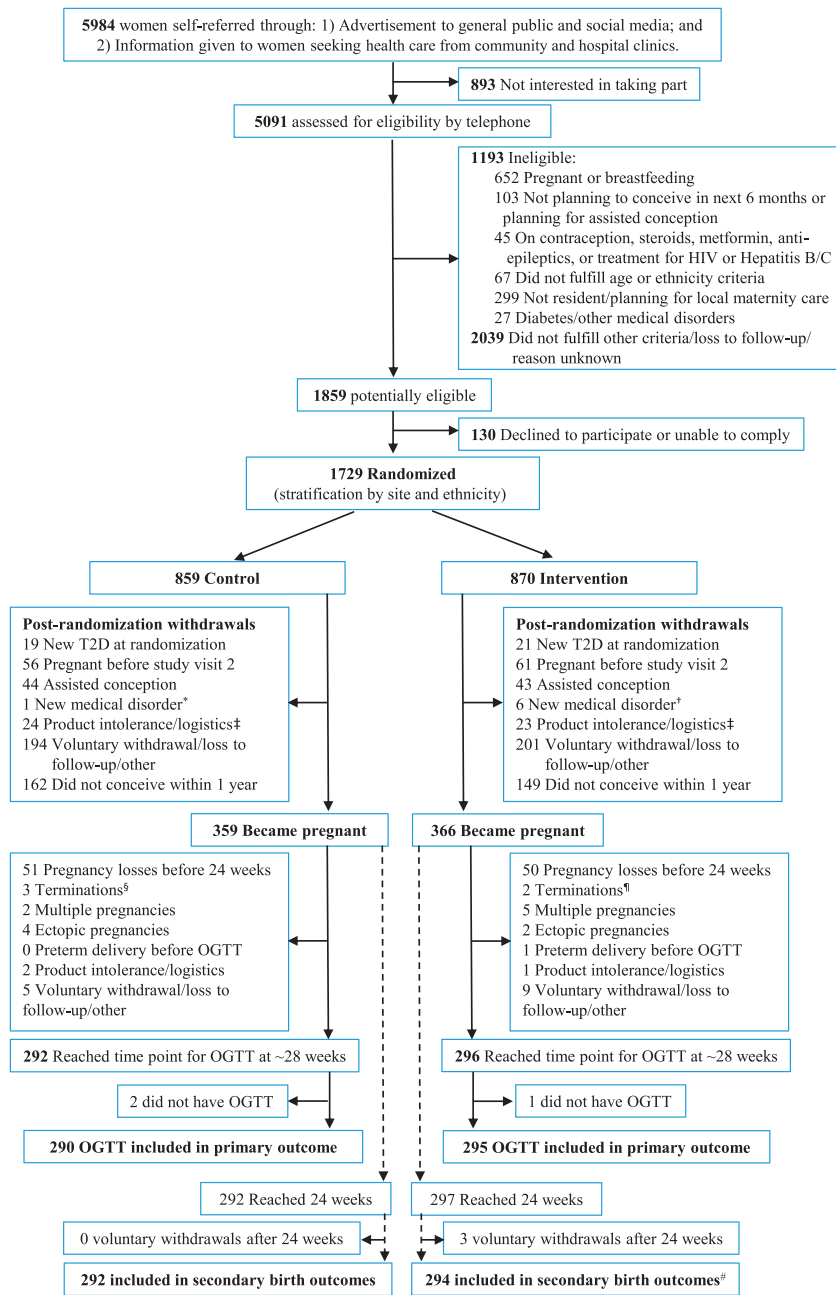 5984 women self-referred through: 1) Advertisement to general public and social media; and
2) Information given to women seeking health care from community and hospital clinics.
893 Not interested in taking part
5091 assessed for eligibility by telephone
1193 Ineligible:
652 Pregnant or breastfeeding
103 Not planning to conceive in next 6 months or
planning for assisted conception
45 On contraception, steroids, metformin, anti-
epileptics, or treatment for HIV or Hepatitis B/C
67 Did not fulfill age or ethnicity criteria
299 Not resident/planning for local maternity care
27 Diabetes/other medical disorders
2039 Did not fulfill other criteria/loss to follow-up/
reason unknown
1859 potentially eligible
130 Declined to participate or unable to comply
1729 Randomized
(stratification by site and ethnicity)
859 Control
Post-randomization withdrawals
19 New T2D at randomization
56 Pregnant before study visit 2
44 Assisted conception
1 New medical disorder*
24 Product intolerance/logistics‡
194 Voluntary withdrawal/loss to
follow-up/other
162 Did not conceive within 1 year
359 Became pregnant
51 Pregnancy losses before 24 weeks
3 Terminations§
2 Multiple pregnancies
4 Ectopic pregnancies
0 Preterm delivery before OGTT
2 Product intolerance/logistics
5 Voluntary withdrawal/loss to
follow-up/other
292 Reached time point for OGTT at ~28 weeks
2 did not have OGTT
290 OGTT included in primary outcome
292 Reached 24 weeks
0 voluntary withdrawals after 24 weeks
292 included in secondary birth outcomes
870 Intervention
Post-randomization withdrawals
21 New T2D at randomization
61 Pregnant before study visit 2
43 Assisted conception
6 New medical disorder†
23 Product intolerance/logistics‡
201 Voluntary withdrawal/loss to
follow-up/other
149 Did not conceive within 1 year
366 Became pregnant
50 Pregnancy losses before 24 weeks
2 Terminations¶
5 Multiple pregnancies
2 Ectopic pregnancies
1 Preterm delivery before OGTT
1 Product intolerance/logistics
9 Voluntary withdrawal/loss to
follow-up/other
296 Reached time point for OGTT at ~28 weeks
1 did not have OGTT
295 OGTT included in primary outcome
297 Reached 24 weeks
3 voluntary withdrawals after 24 weeks
294 included in secondary birth outcomes#